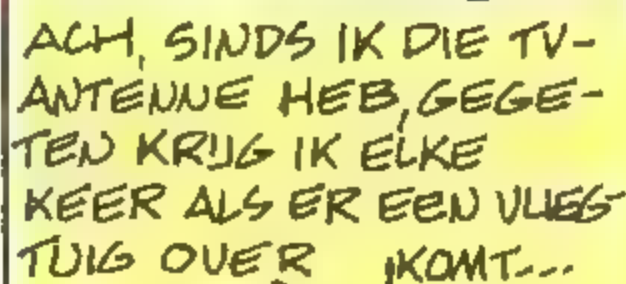 ACH, SINDS IK DIE TV-
ANTENNE HEB, GEGE-
TEN KRIJG IK ELKE
KEER ALS ER EEN VLIEG-
TUIG OVER KOMT...